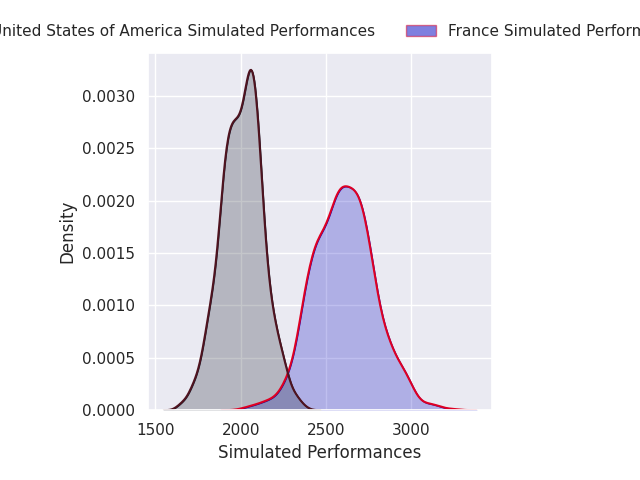 United States of America Simulated Performances
France Simulated
0.0030
0.0025
0.0020
0.0015
0.0010
0.0005
0.0000
Density
1500 2000 2500 3000
Simulated Performances